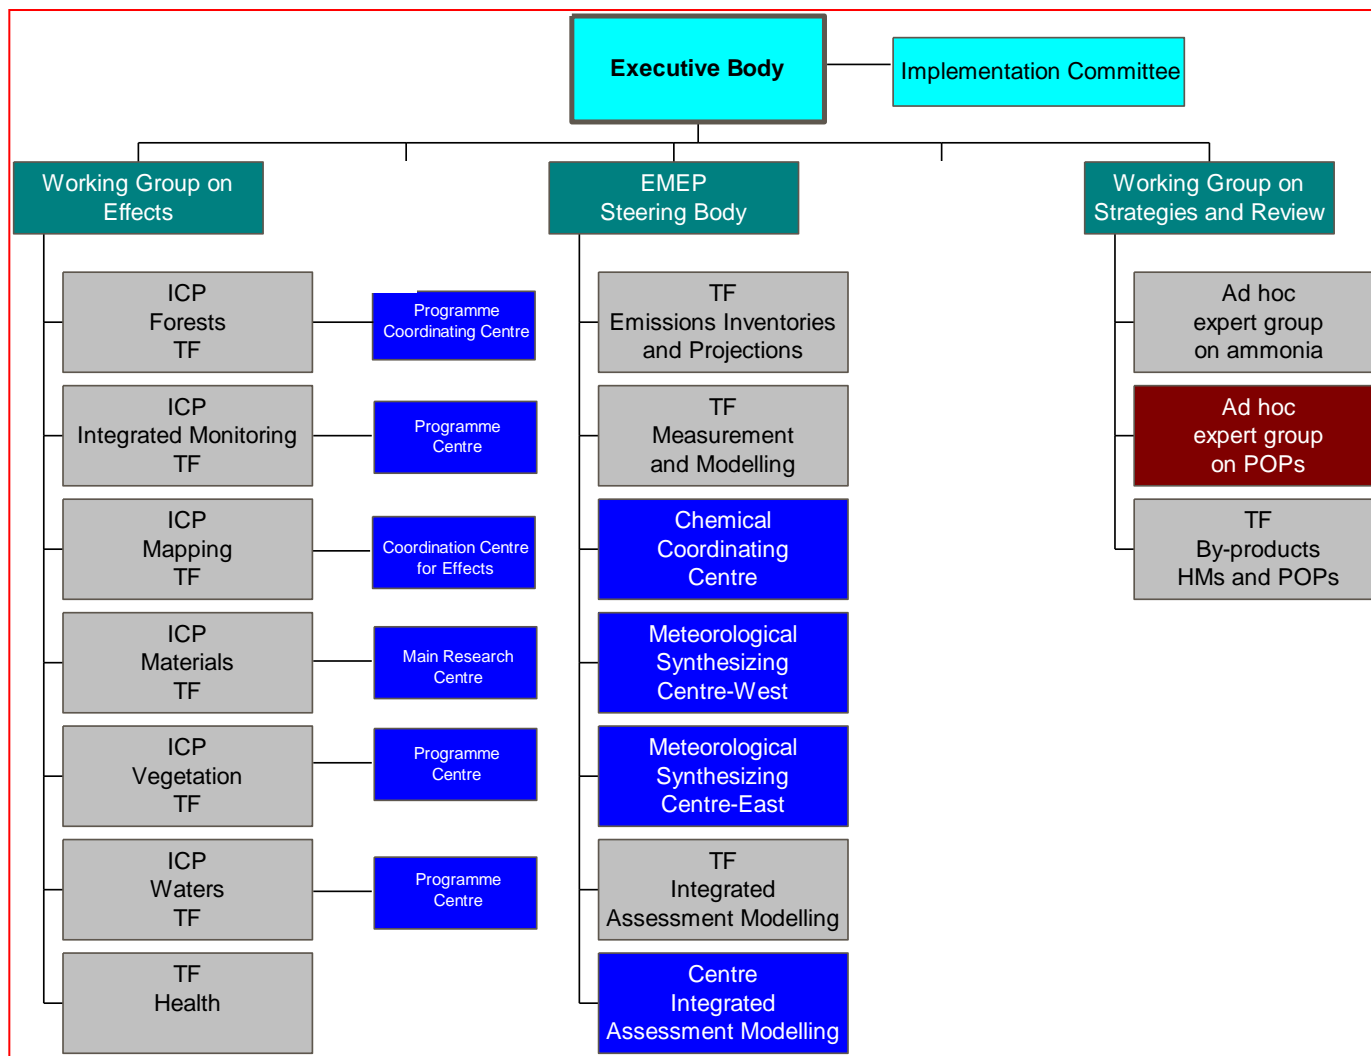 Executive Body
Implementation Committee
Working Group on
Effects
EMEP
Steering Body
Working Group on
Strategies and Review
ICP
Forests
TF
Programme
Coordinating Centre
ICP
Integrated Monitoring
TF
Programme
Centre
ICP
Mapping
TF
Coordination Centre
for Effects
ICP
Materials
TF
Main Research
Centre
ICP
Vegetation
TF
Programme
Centre
ICP
Waters
TF
Programme
Centre
TF
Health
TF
Emissions Inventories
and Projections
TF
Measurement
and Modelling
Chemical
Coordinating
Centre
Meteorological
Synthesizing
Centre-West
Meteorological
Synthesizing
Centre-East
TF
Integrated
Assessment Modelling
Centre
Integrated
Assessment Modelling
Ad hoc
expert group
on ammonia
Ad hoc
expert group
on POPs
TF
By-products
HMs and POPs